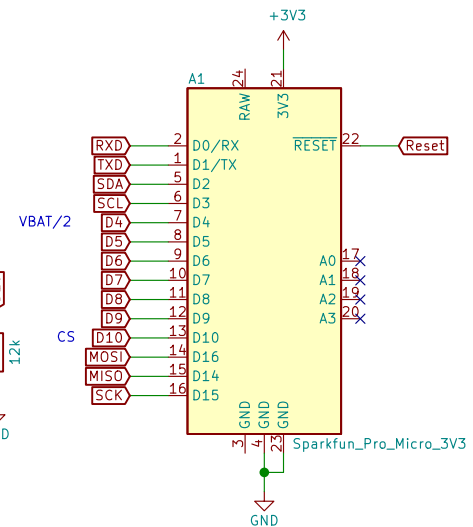 +3V3
A1
24
21
RAW
3V3
RXD 2 D0/RX RESET 22 Reset
TXD 1 D1/TX
SDA 5 D2
SCL 6 D3
VBAT/2 D4 7 D4
D5 8 D5
D6 9 D6 A0 17
D7 10 D7 A1 18
D8 11 D8 A2 19
D9 12 D9 A3 20
CS D10 13 D10
12k
MOSI 14 D16
MISO 15 D14
SCK 16 D15
GND GND GND
3 4 23
Sparkfun_Pro_Micro_3V3
D
GND